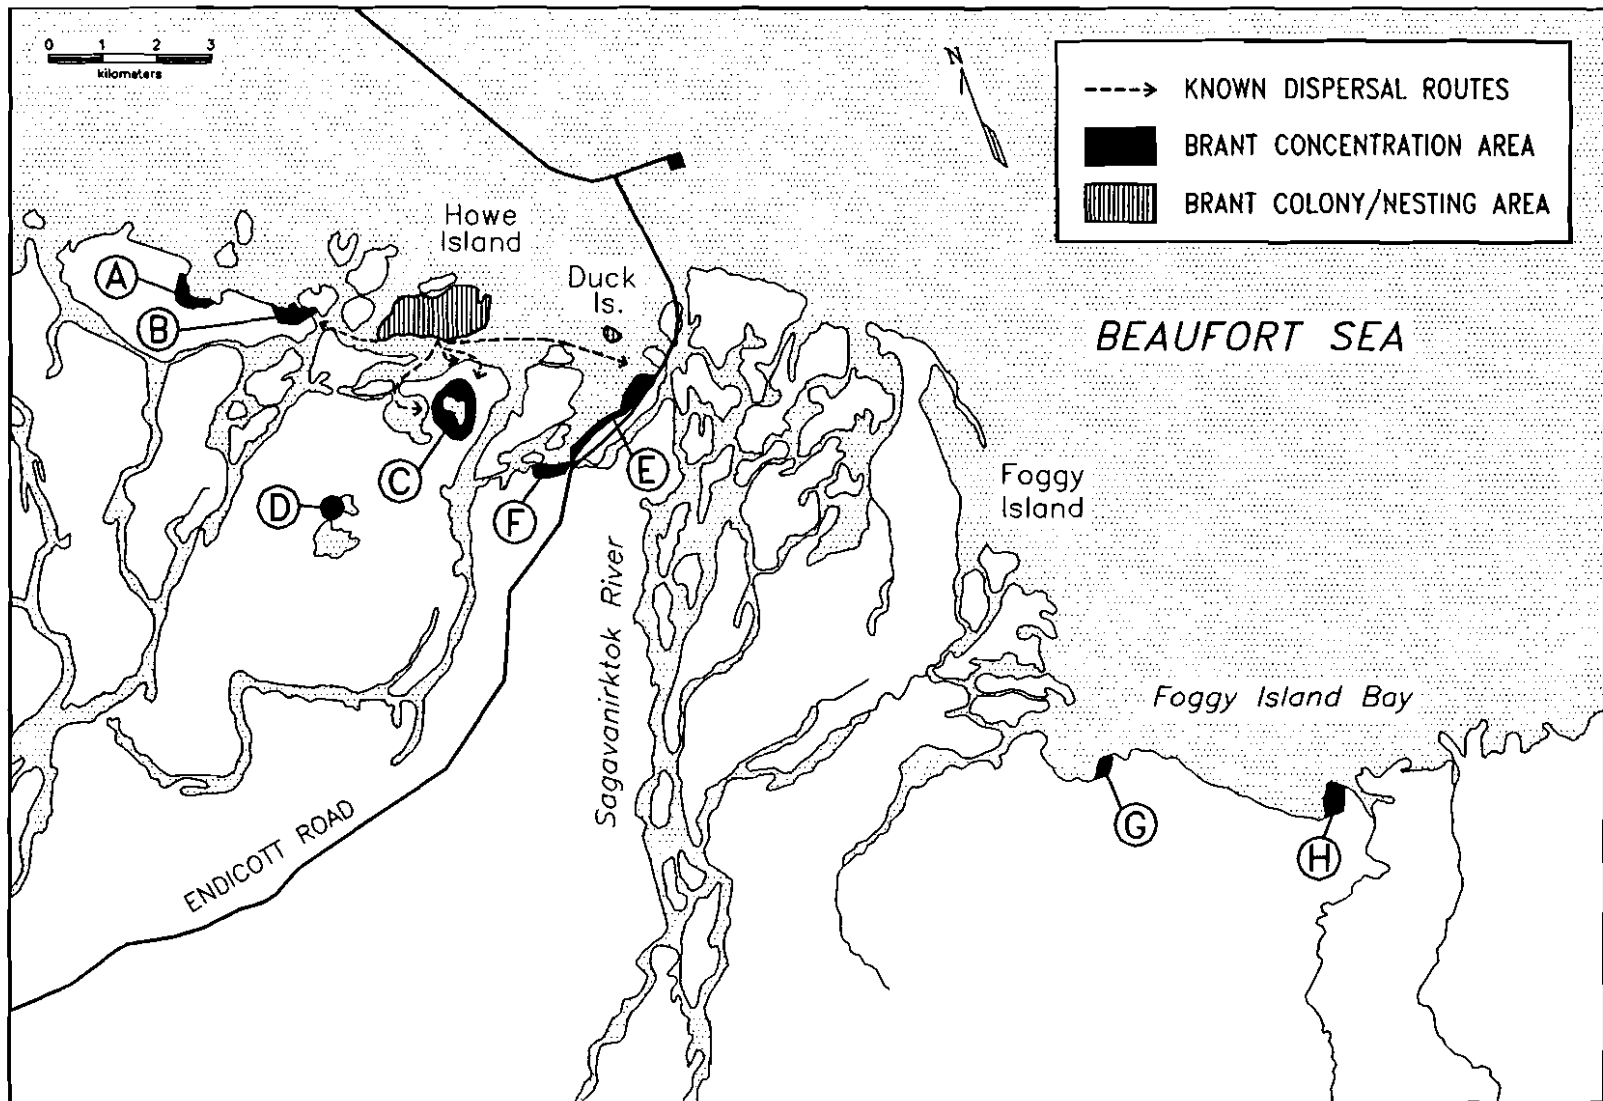 0 1 2 3
kilometers
N
KNOWN DISPERSAL ROUTES
BRANT CONCENTRATION AREA
BRANT COLONY/NESTING AREA
Howe
Island
Duck
Is.
BEAUFORT SEA
A
B
C
D
E
F
Foggy
Island
Sagavanirktok River
Foggy Island Bay
G
H
ENDICOTT ROAD